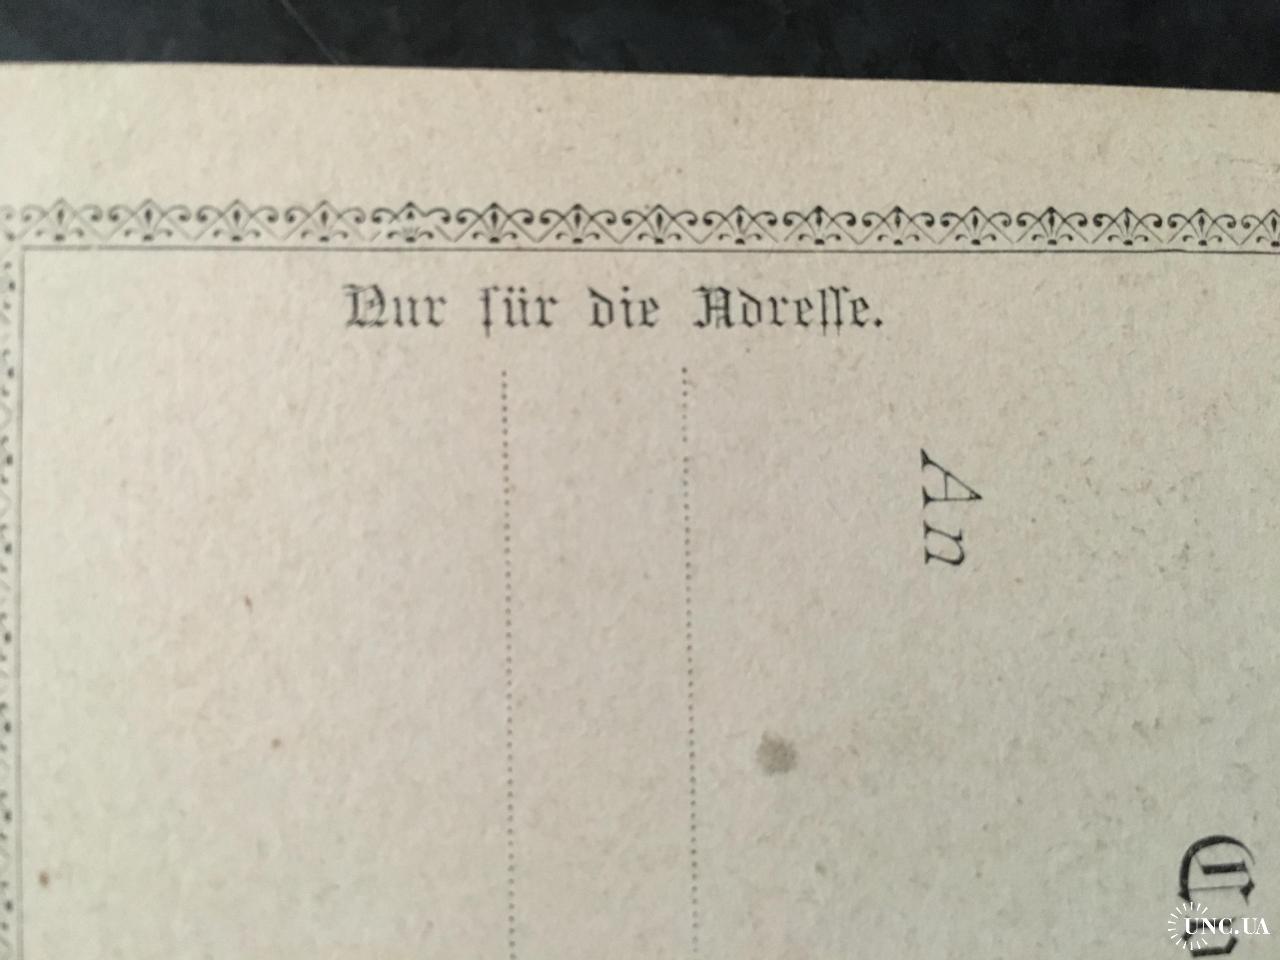 Nur für die Adresse.
An
UNC.UA